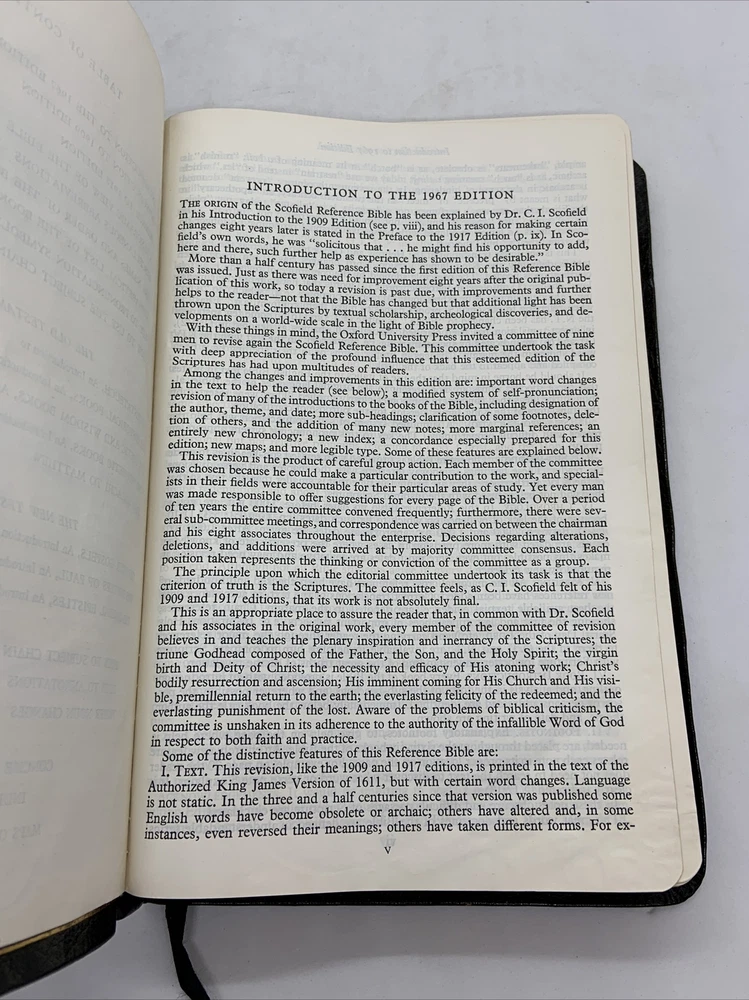 INTRODUCTION TO THE 1967 EDITION
THE ORIGIN of the Scofield Reference Bible has been explained by Dr. C. I. Scofield
in his Introduction to the 1909 Edition (see p. viii), and his reason for making certain
changes eight years later is stated in the Preface to the 1917 Edition (p. ix). In Sco-
field's own words, he was "solicitous that . . . he might find his opportunity to add,
here and there, such further help as experience has shown to be desirable."
More than a half century has passed since the first edition of this Reference Bible
was issued. Just as there was need for improvement eight years after the original pub-
lication of this work, so today a revision is past due, with improvements and further
helps to the reader—not that the Bible has changed but that additional light has been
thrown upon the Scriptures by textual scholarship, archeological discoveries, and de-
velopments on a world-wide scale in the light of Bible prophecy.
With these things in mind, the Oxford University Press invited a committee of nine
men to revise again the Scofield Reference Bible. This committee undertook the task
with deep appreciation of the profound influence that this esteemed edition of the
Scriptures has had upon multitudes of readers.
Among the changes and improvements in this edition are: important word changes
in the text to help the reader (see below); a modified system of self-pronunciation;
revision of many of the introductions to the books of the Bible, including designation of
the author, theme, and date; more sub-headings; clarification of some footnotes, dele-
tion of others, and the addition of many new notes; more marginal references; an
entirely new chronology; a new index; a concordance especially prepared for this
edition; new maps; and more legible type. Some of these features are explained below.
This revision is the product of careful group action. Each member of the committee
was chosen because he could make a particular contribution to the work, and special-
ists in their fields were accountable for their particular areas of study. Yet every man
was made responsible to offer suggestions for every page of the Bible. Over a period
of ten years the entire committee convened frequently; furthermore, there were sev-
eral sub-committee meetings, and correspondence was carried on between the chairman
and his eight associates throughout the enterprise. Decisions regarding alterations,
deletions, and additions were arrived at by majority committee consensus. Each
position taken represents the thinking or conviction of the committee as a group.
The principle upon which the editorial committee undertook its task is that the
criterion of truth is the Scriptures. The committee feels, as C. I. Scofield felt of his
1909 and 1917 editions, that its work is not absolutely final.
This is an appropriate place to assure the reader that, in common with Dr. Scofield
and his associates in the original work, every member of the committee of revision
believes in and teaches the plenary inspiration and inerrancy of the Scriptures; the
triune Godhead composed of the Father, the Son, and the Holy Spirit; the virgin
birth and Deity of Christ; the necessity and efficacy of His atoning work; Christ's
bodily resurrection and ascension; His imminent coming for His Church and His visi-
ble, premillennial return to the earth; the everlasting felicity of the redeemed; and the
everlasting punishment of the lost. Aware of the problems of biblical criticism, the
committee is unshaken in its adherence to the authority of the infallible Word of God
in respect to both faith and practice.
Some of the distinctive features of this Reference Bible are:
I. TEXT. This revision, like the 1909 and 1917 editions, is printed in the text of the
Authorized King James Version of 1611, but with certain word changes. Language
is not static. In the three and a half centuries since that version was published some
English words have become obsolete or archaic; others have altered and, in some
instances, even reversed their meanings; others have taken different forms. For ex-
v